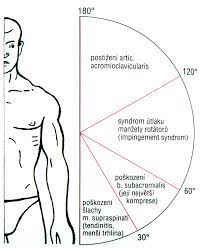 180°
postižení artic.
acromioclavicularis
120°
syndrom útlaku
manžety rotátorů
(impingement syndrom)
poškození
b. subacromialis
(její největší
komprese)
60°
poškození
šlachy
m. supraspinati
(tendinitis,
menší trhlina)
30°